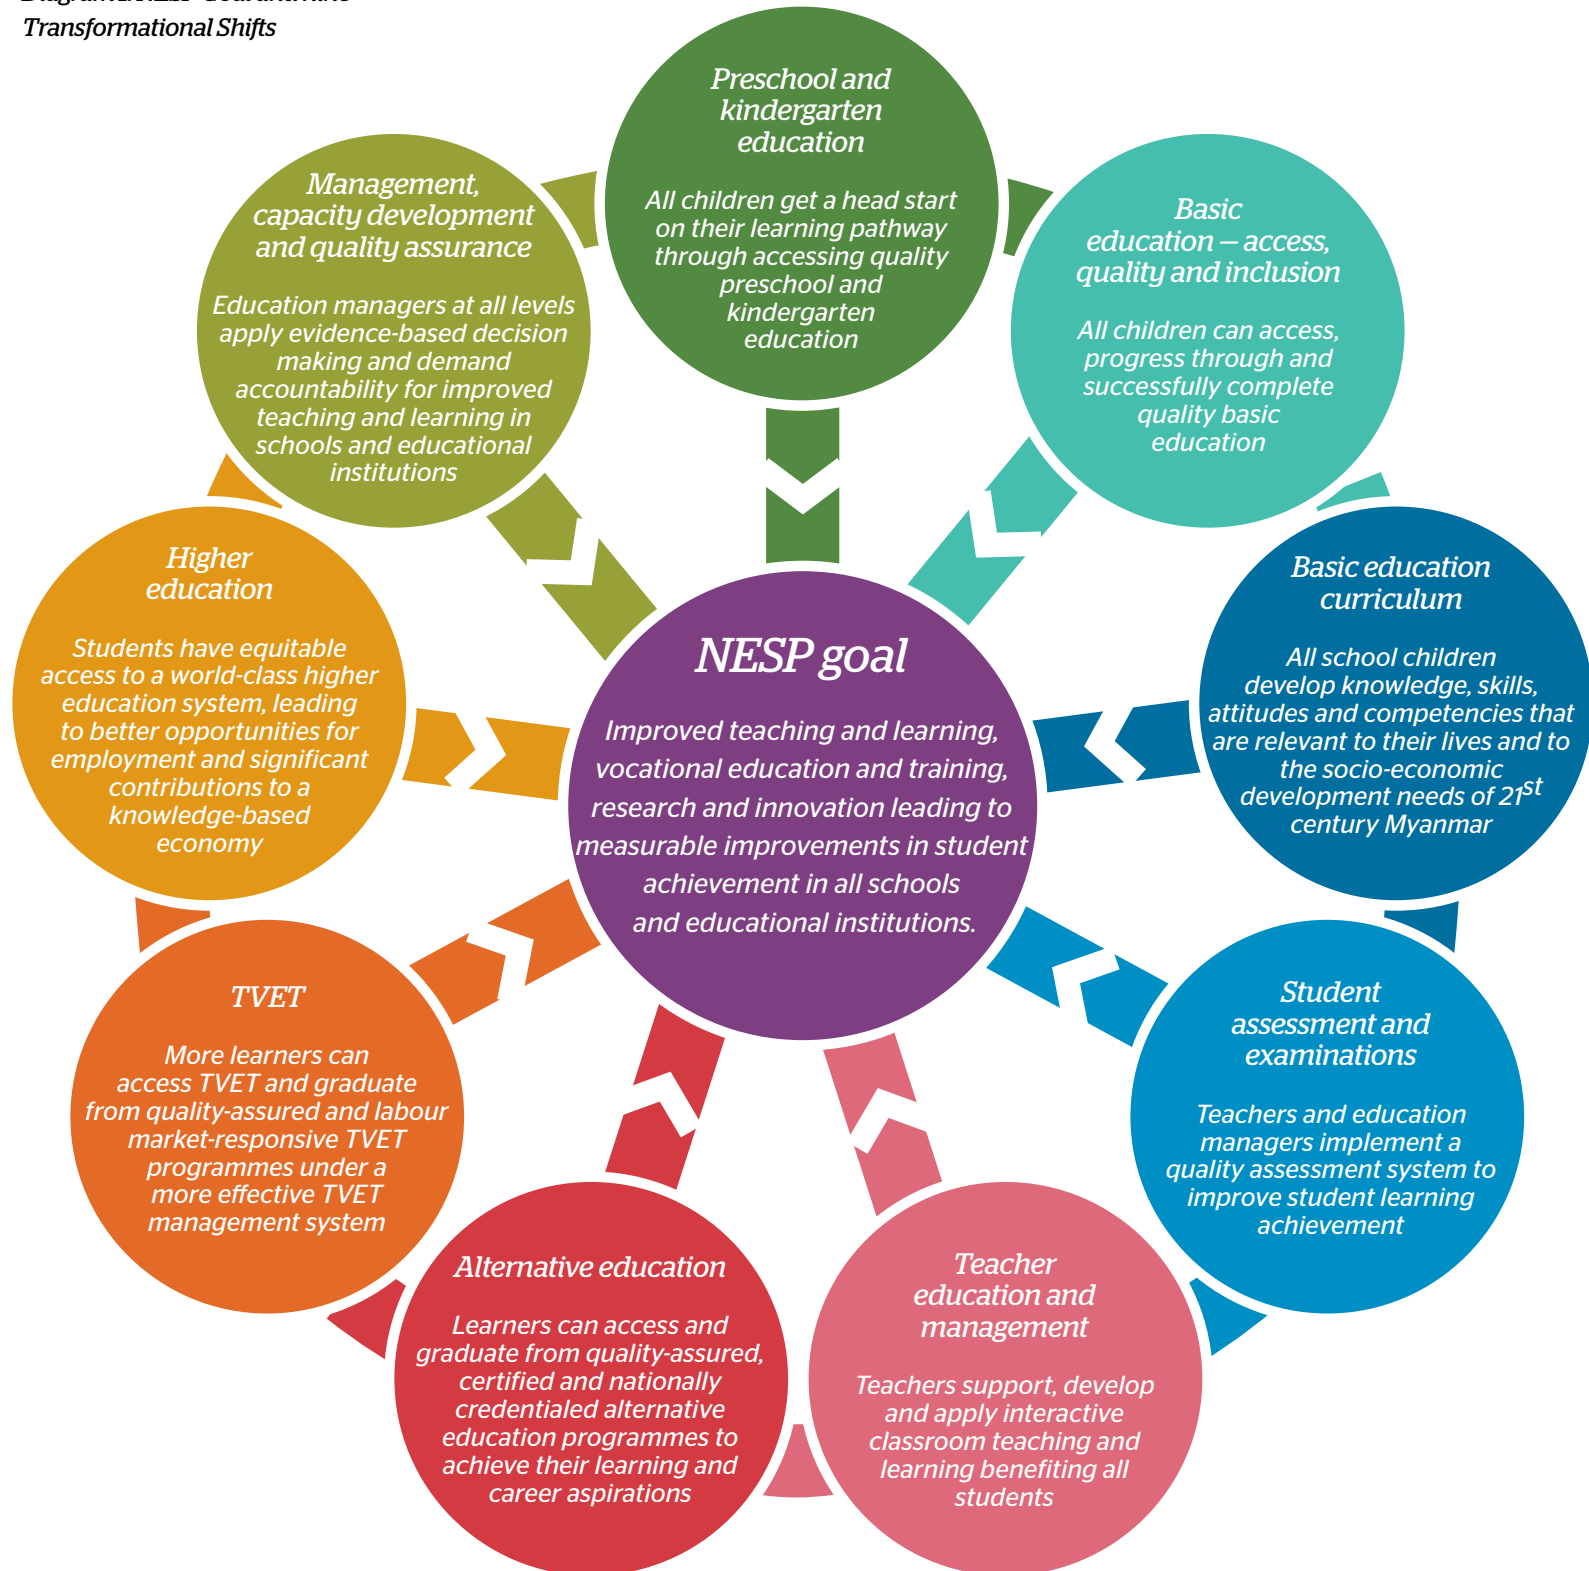 Transformational Shifts
Preschool and
kindergarten
education
All children get a head start
on their learning pathway
through accessing quality
preschool and
kindergarten
education
Basic
education – access,
quality and inclusion
All children can access,
progress through and
successfully complete
quality basic
education
Basic education
curriculum
All school children
develop knowledge, skills,
attitudes and competencies that
are relevant to their lives and to
the socio-economic
development needs of 21st
century Myanmar
Student
assessment and
examinations
Teachers and education
managers implement a
quality assessment system to
improve student learning
achievement
Teacher
education and
management
Teachers support, develop
and apply interactive
classroom teaching and
learning benefiting all
students
Alternative education
Learners can access and
graduate from quality-assured,
certified and nationally
credentialed alternative
education programmes to
achieve their learning and
career aspirations
TVET
More learners can
access TVET and graduate
from quality-assured and labour
market-responsive TVET
programmes under a
more effective TVET
management system
Higher
education
Students have equitable
access to a world-class higher
education system, leading
to better opportunities for
employment and significant
contributions to a
knowledge-based
economy
Management,
capacity development
and quality assurance
Education managers at all levels
apply evidence-based decision
making and demand
accountability for improved
teaching and learning in
schools and educational
institutions
NESP goal
Improved teaching and learning,
vocational education and training,
research and innovation leading to
measurable improvements in student
achievement in all schools
and educational institutions.